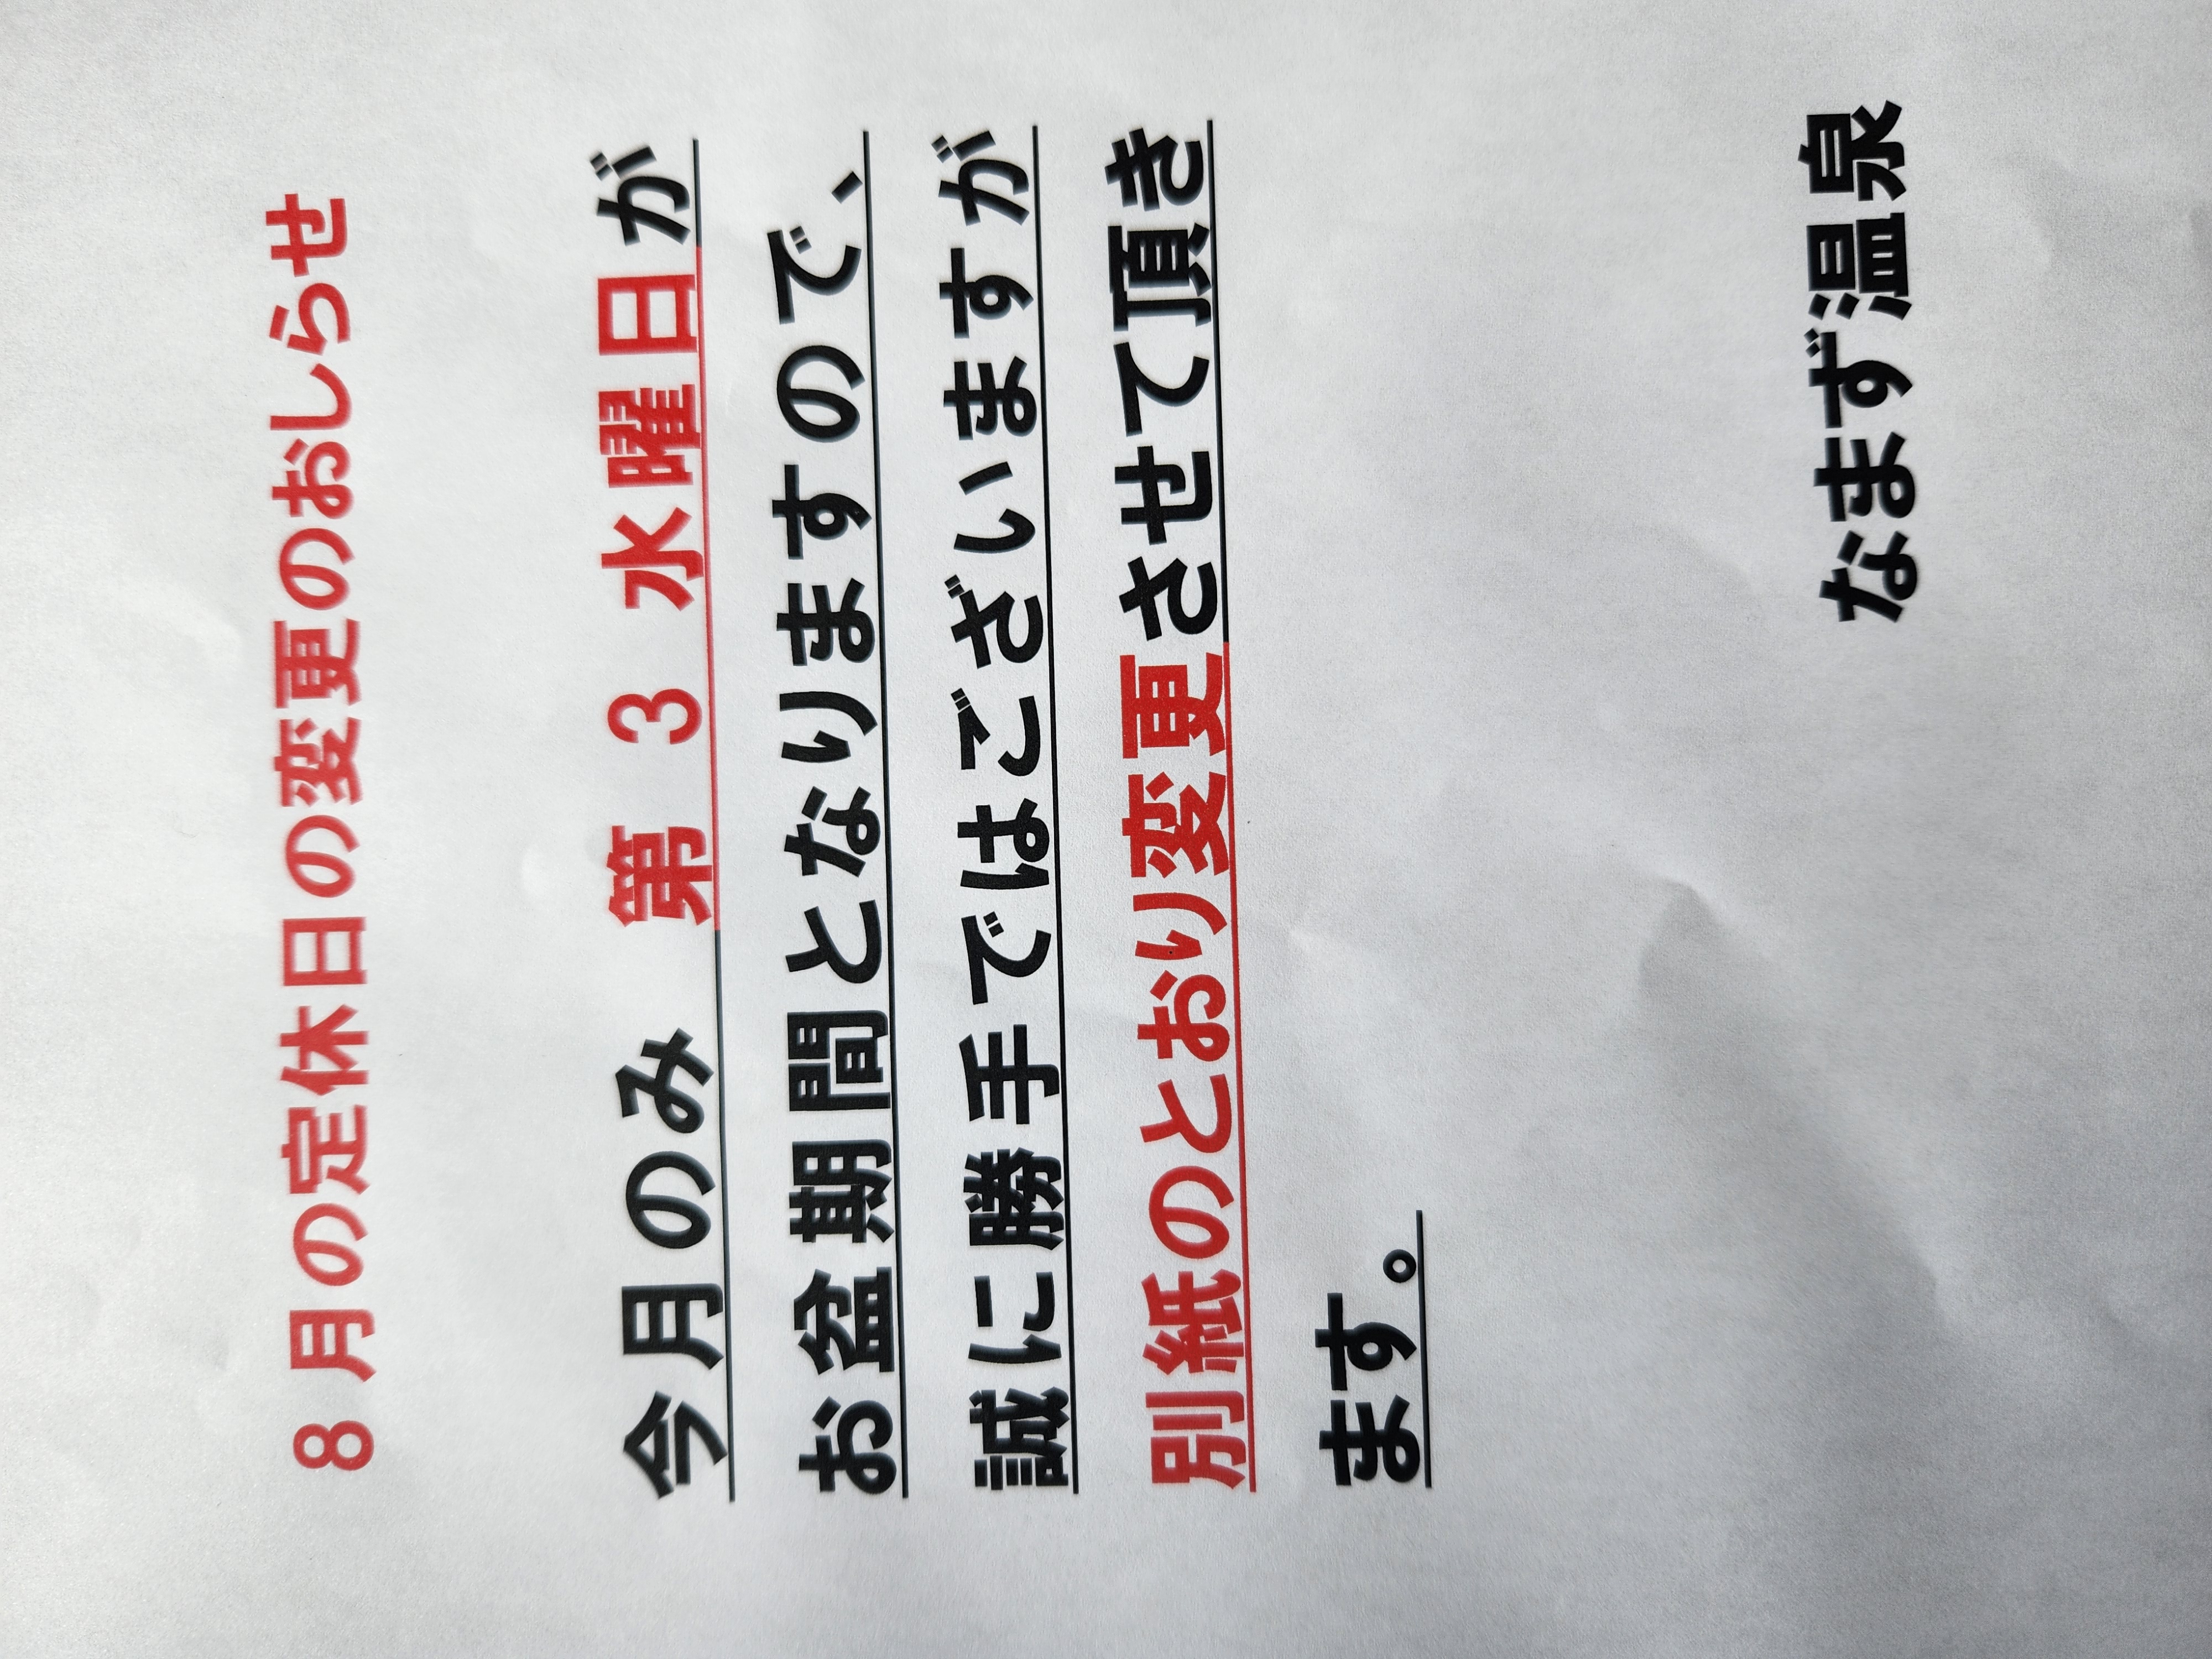 8月の定休日の変更のおしらせ
今月のみ　第　3　水曜日が
お盆期間となりますので、
誠に勝手ではございますが
別紙のとおり変更させて頂き
ます。
なまず温泉